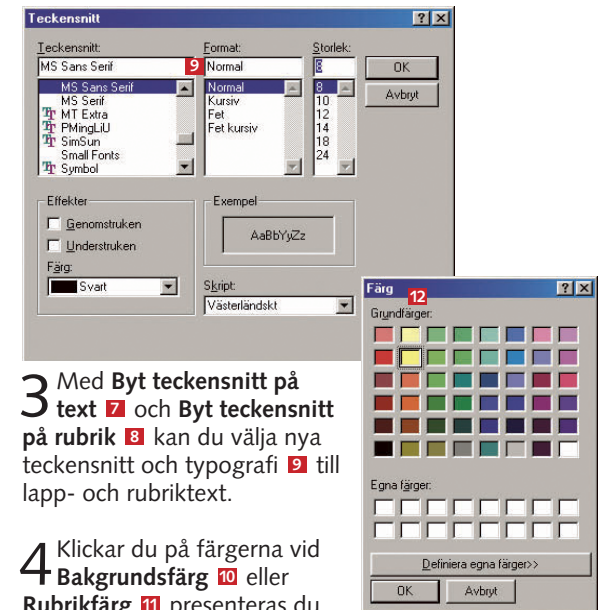 Teckensnitt
Teckensnitt: Format: Storlek:
MS Sans Serif 9 Normal 8 OK
MS Sans Serif Normal 8 Avbryt
MS Serif Kursiv 10
MT Extra Fet 12
PMingLiU Fet kursiv 14
SimSun 18
Small Fonts 24
Symbol
Effekter Exempel
Genomstruken
Understruken AaBbYyZz
Färg:
Svart
Skript:
Västerländskt
Färg
12
Grundfärger:
Egna färger:
Definiera egna färger>>
OK Avbryt
3 Med Byt teckensnitt på
text 7 och Byt teckensnitt
på rubrik 8 kan du välja nya
teckensnitt och typografi 9 till
lapp- och rubriktext.
4 Klickar du på färgerna vid
Bakgrundsfärg 10 eller
Rubrikfärg 11 presenteras du